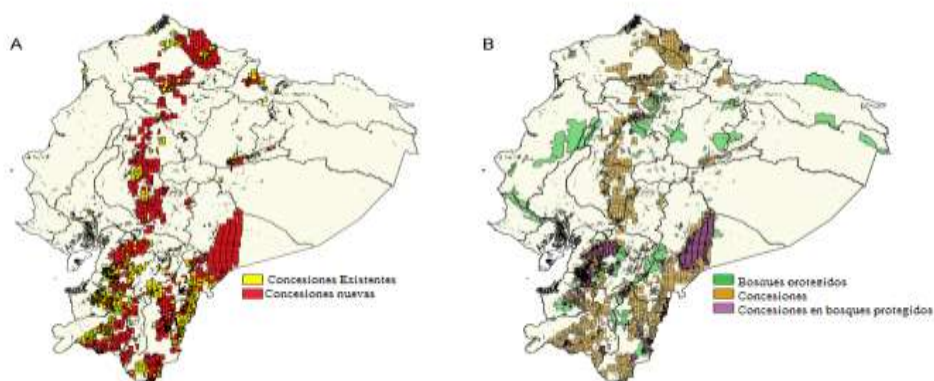 A
Concesiones Existentes
Concesiones nuevas
B
Bosques protegidos
Concesiones
Concesiones en bosques protegidos